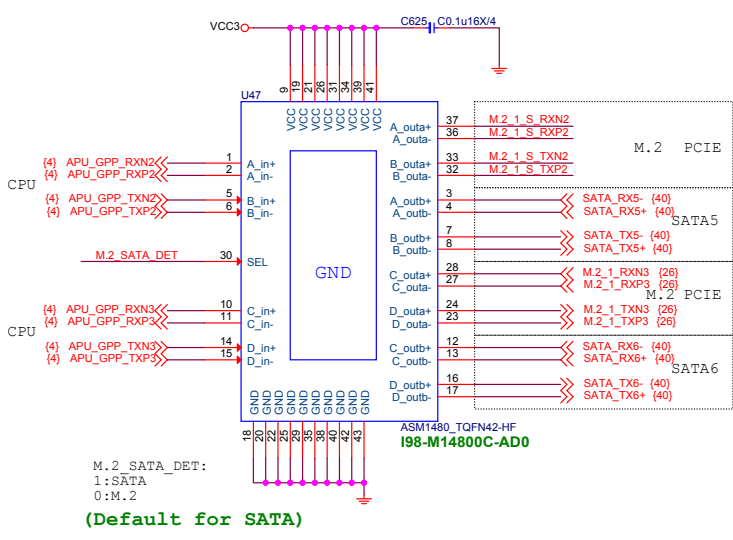 VCC3
C625 C0.1u16X/4
U47
9 19 21 26 31 34 39 41
VCC VCC VCC VCC VCC VCC VCC VCC
CPU
{4} APU_GPP_RXN2 1 A_in+
{4} APU_GPP_RXP2 2 A_in-
{4} APU_GPP_TXN2 5 B_in+
{4} APU_GPP_TXP2 6 B_in-
M.2_SATA_DET 30 SEL
CPU
{4} APU_GPP_RXN3 10 C_in+
{4} APU_GPP_RXP3 11 C_in-
{4} APU_GPP_TXN3 14 D_in+
{4} APU_GPP_TXP3 15 D_in-
GND
A_outa+ 37 M.2_1_S_RXN2
A_outa- 36 M.2_1_S_RXP2
B_outa+ 33 M.2_1_S_TXN2
B_outa- 32 M.2_1_S_TXP2
M.2 PCIE
A_outb+ 3 SATA_RX5- {40}
A_outb- 4 SATA_RX5+ {40}
B_outb+ 7 SATA_TX5- {40}
B_outb- 8 SATA_TX5+ {40}
SATA5
C_outa+ 28 M.2_1_RXN3 {26}
C_outa- 27 M.2_1_RXP3 {26}
D_outa+ 24 M.2_1_TXN3 {26}
D_outa- 23 M.2_1_TXP3 {26}
M.2 PCIE
C_outb+ 12 SATA_RX6- {40}
C_outb- 13 SATA_RX6+ {40}
D_outb+ 16 SATA_TX6- {40}
D_outb- 17 SATA_TX6+ {40}
SATA6
GND GND GND GND GND GND GND GND GND GND
18 20 22 25 29 35 38 40 42 43
ASM1480_TQFN42-HF
I98-M14800C-AD0
M.2_SATA_DET:
1:SATA
0:M.2
(Default for SATA)